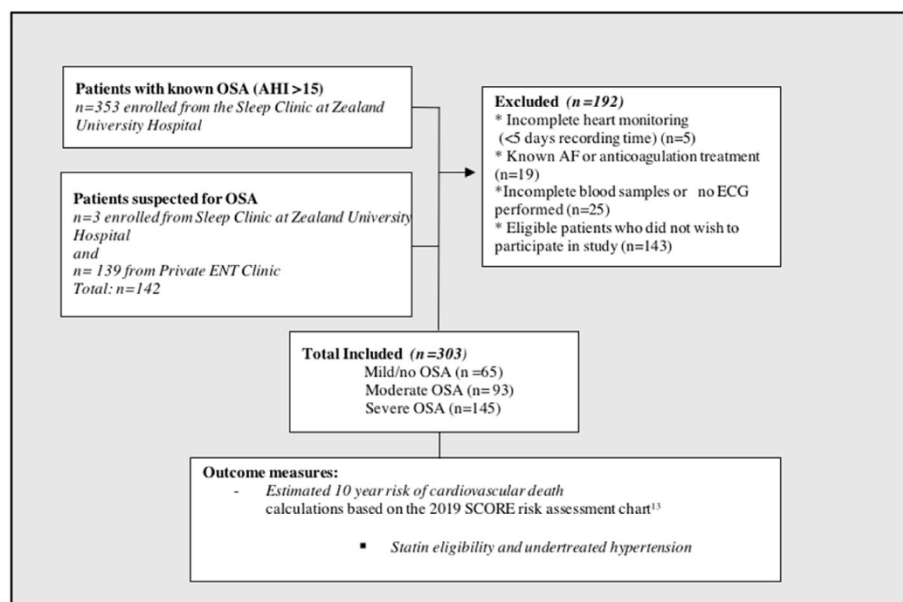 Patients with known OSA (AHI >15)
n=353 enrolled from the Sleep Clinic at Zealand
University Hospital
Patients suspected for OSA
n=3 enrolled from Sleep Clinic at Zealand University
Hospital
and
n= 139 from Private ENT Clinic
Total: n=142
Excluded (n=192)
* Incomplete heart monitoring
(<5 days recording time) (n=5)
* Known AF or anticoagulation treatment
(n=19)
*Incomplete blood samples or no ECG
performed (n=25)
* Eligible patients who did not wish to
participate in study (n=143)
Total Included (n=303)
Mild/no OSA (n =65)
Moderate OSA (n= 93)
Severe OSA (n=145)
Outcome measures:
- Estimated 10 year risk of cardiovascular death
calculations based on the 2019 SCORE risk assessment chart¹³
▪ Statin eligibility and undertreated hypertension